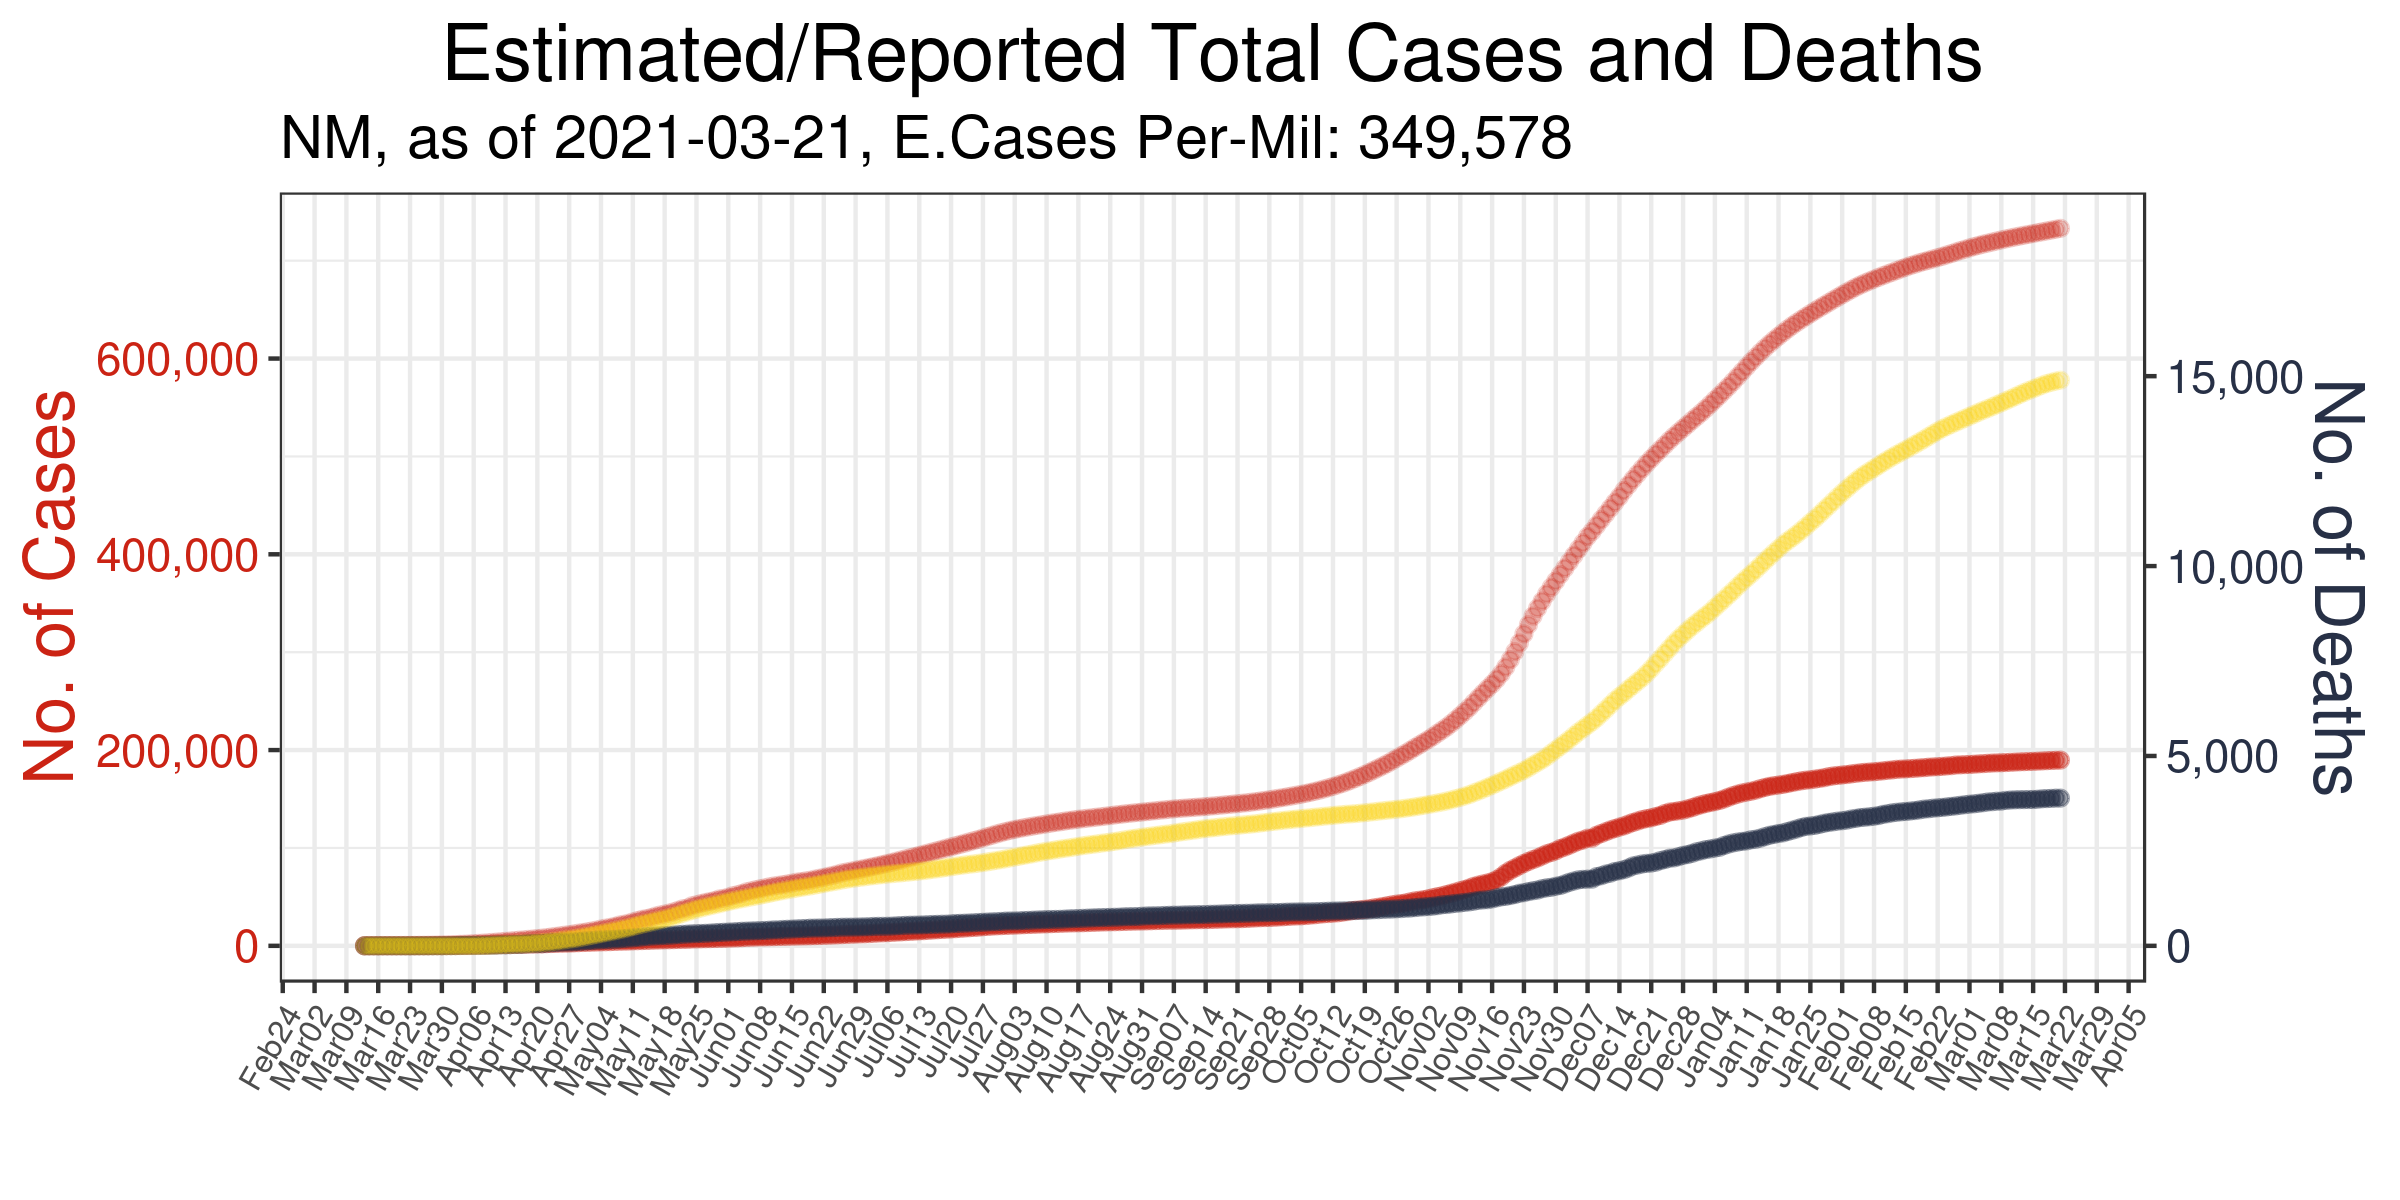 Estimated/Reported Total Cases and Deaths
NM, as of 2021-03-21, E.Cases Per-Mil: 349,578
No. of Cases
600,000
400,000
200,000
0
15,000
10,000
5,000
0
No. of Deaths
Feb24
Mar02
Mar09
Mar16
Mar23
Mar30
Apr06
Apr13
Apr20
Apr27
May04
May11
May18
May25
Jun01
Jun08
Jun15
Jun22
Jun29
Jul06
Jul13
Jul20
Jul27
Aug03
Aug10
Aug17
Aug24
Aug31
Sep07
Sep14
Sep21
Sep28
Oct05
Oct12
Oct19
Oct26
Nov02
Nov09
Nov16
Nov23
Nov30
Dec07
Dec14
Dec21
Dec28
Jan04
Jan11
Jan18
Jan25
Feb01
Feb08
Feb15
Feb22
Mar01
Mar08
Mar15
Mar22
Mar29
Apr05